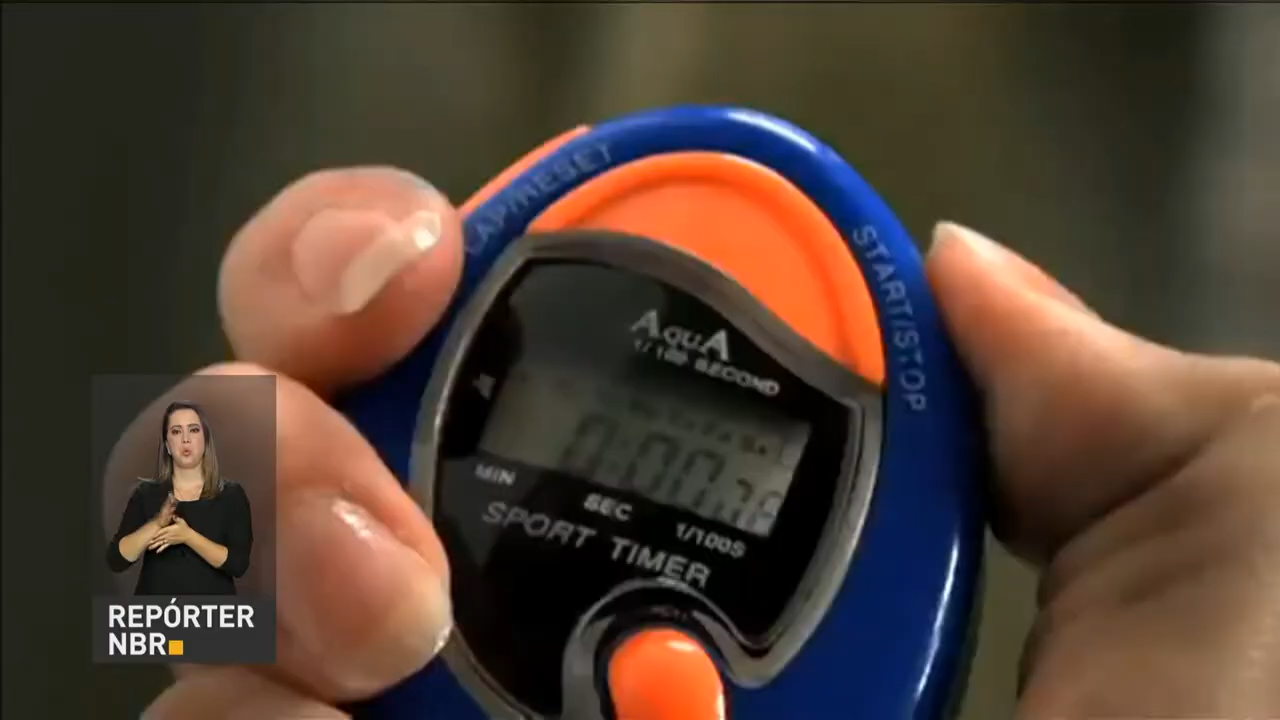 LAP/RESET
START/STOP
AquA
1/100 SECOND
MIN
SEC
1/100S
SPORT TIMER
REPÓRTER
NBR